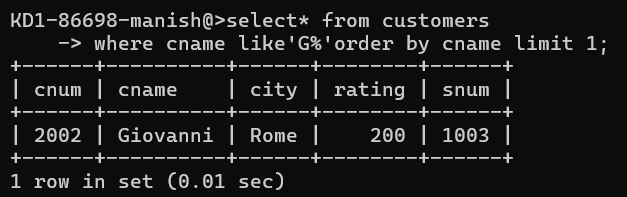 KD1-86698-manish@>select* from customers
    -> where cname like'G%'order by cname limit 1;
+------+----------+------+--------+------+
| cnum | cname    | city | rating | snum |
+------+----------+------+--------+------+
| 2002 | Giovanni | Rome |    200 | 1003 |
+------+----------+------+--------+------+
1 row in set (0.01 sec)